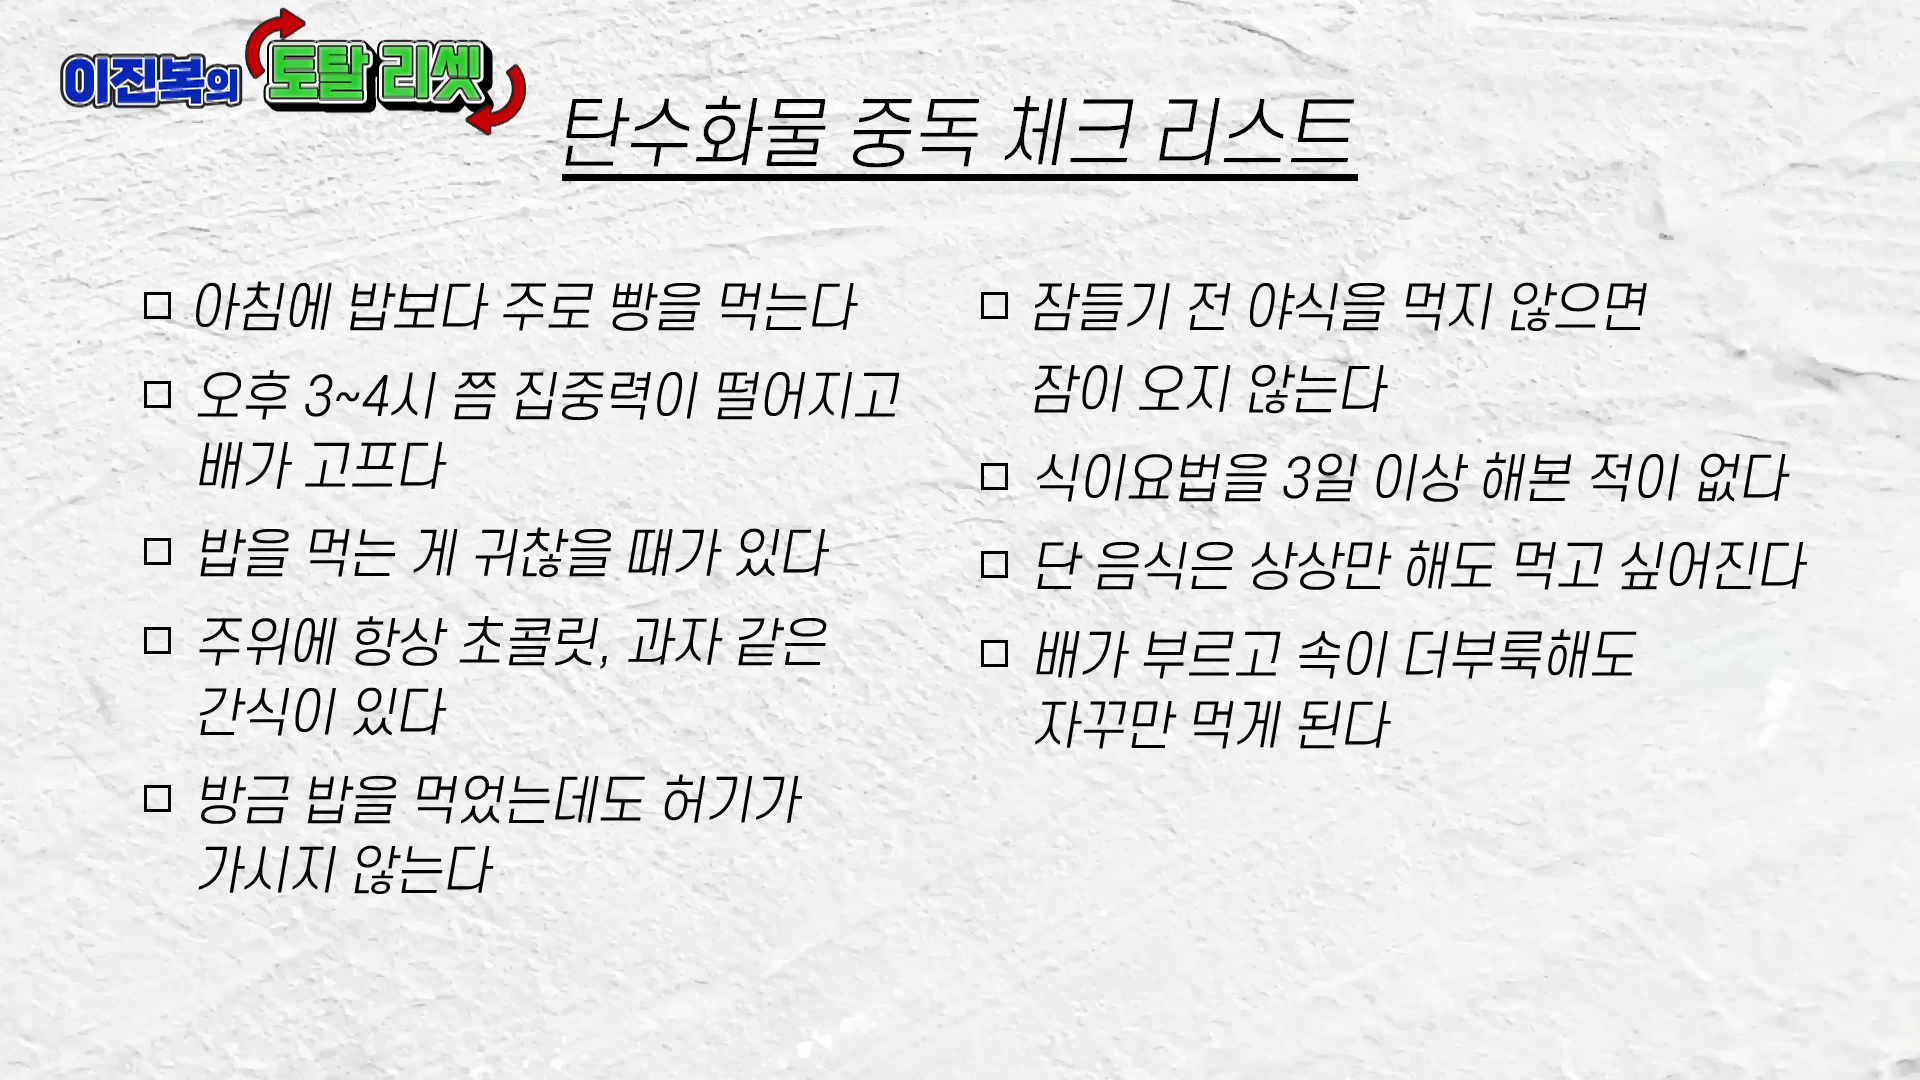 이진복의 토탈 리셋
탄수화물 중독 체크 리스트
아침에 밥보다 주로 빵을 먹는다
오후 3~4시 쯤 집중력이 떨어지고
배가 고프다
밥을 먹는 게 귀찮을 때가 있다
주위에 항상 초콜릿, 과자 같은
간식이 있다
방금 밥을 먹었는데도 허기가
가시지 않는다
잠들기 전 야식을 먹지 않으면
잠이 오지 않는다
식이요법을 3일 이상 해본 적이 없다
단 음식은 상상만 해도 먹고 싶어진다
배가 부르고 속이 더부룩해도
자꾸만 먹게 된다